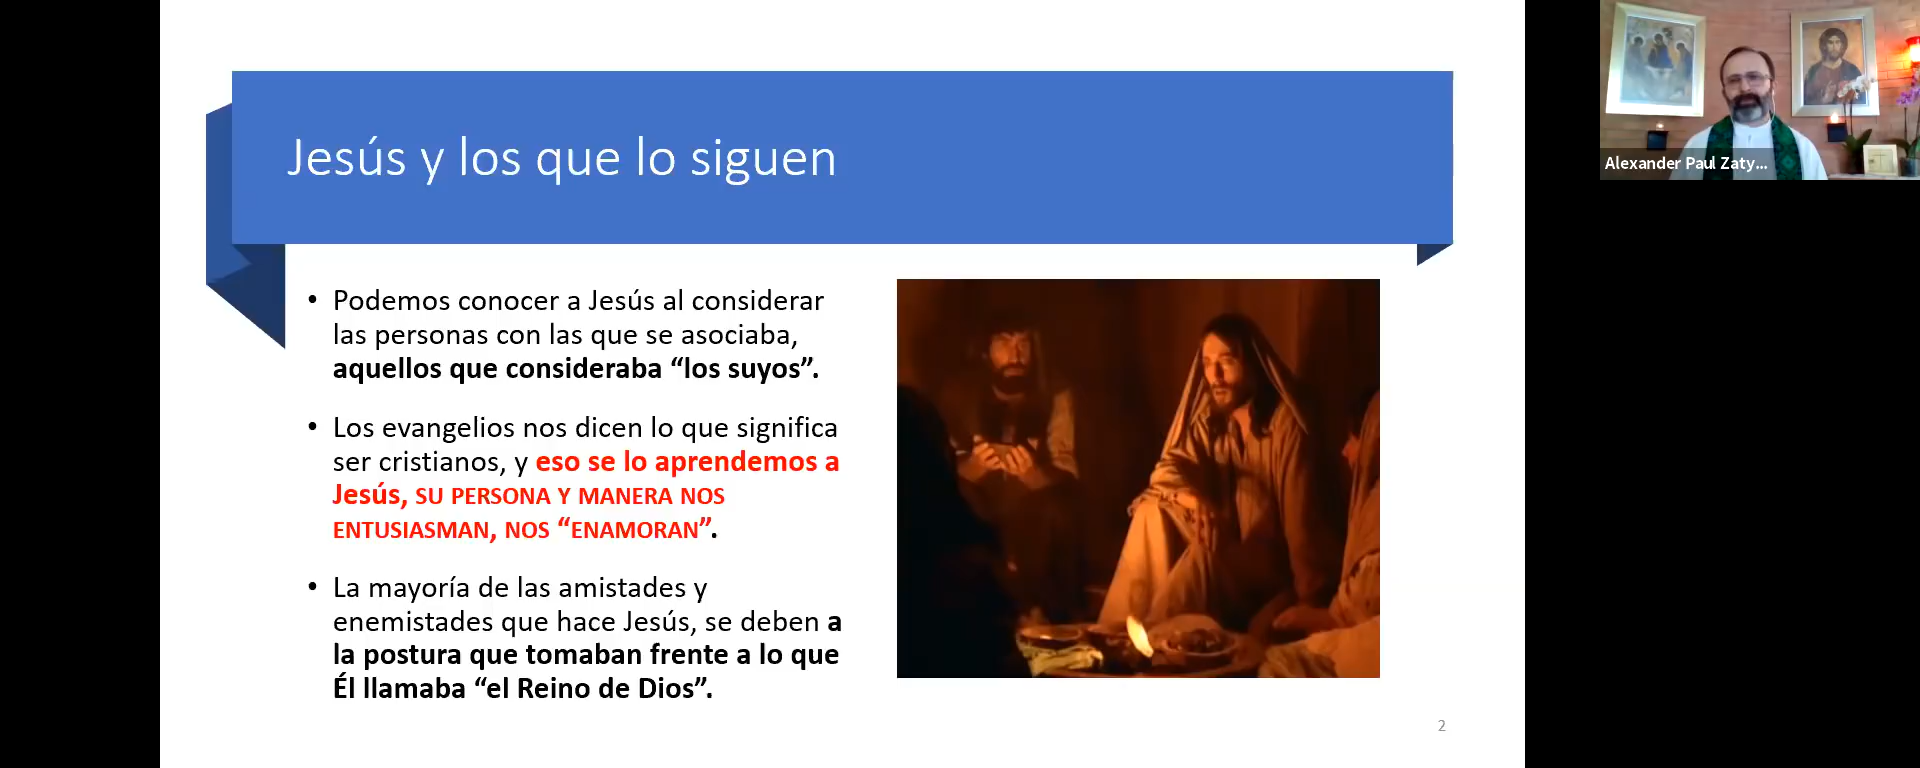 Jesús y los que lo siguen
• Podemos conocer a Jesús al considerar
las personas con las que se asociaba,
aquellos que consideraba “los suyos”.
• Los evangelios nos dicen lo que significa
ser cristianos, y eso se lo aprendemos a
Jesús, SU PERSONA Y MANERA NOS
ENTUSIASMAN, NOS “ENAMORAN”.
• La mayoría de las amistades y
enemistades que hace Jesús, se deben a
la postura que tomaban frente a lo que
Él llamaba “el Reino de Dios”.
2
Alexander Paul Zaty...